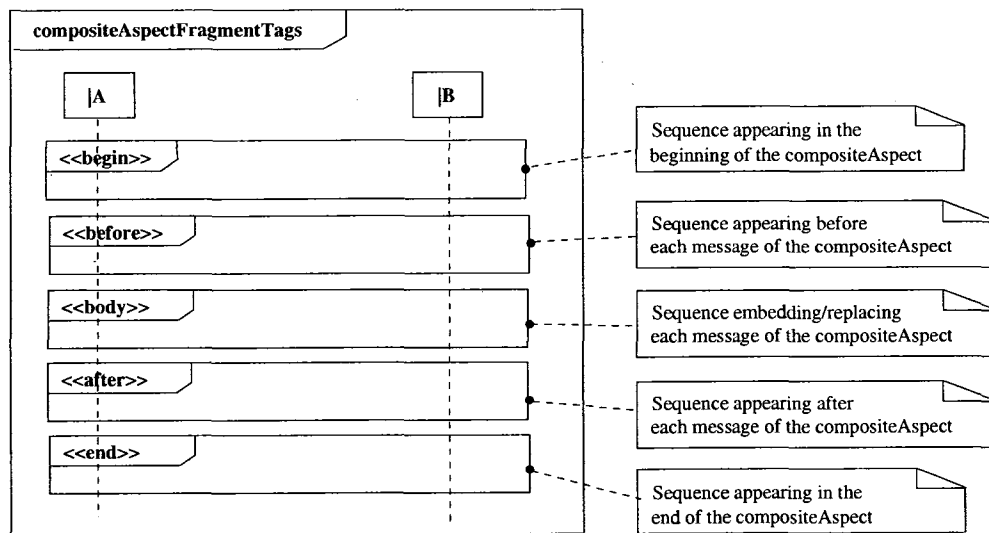 compositeAspectFragmentTags
|A
|B
<<begin>>
Sequence appearing in the
beginning of the compositeAspect
<<before>>
Sequence appearing before
each message of the compositeAspect
<<body>>
Sequence embedding/replacing
each message of the compositeAspect
<<after>>
Sequence appearing after
each message of the compositeAspect
<<end>>
Sequence appearing in the
end of the compositeAspect